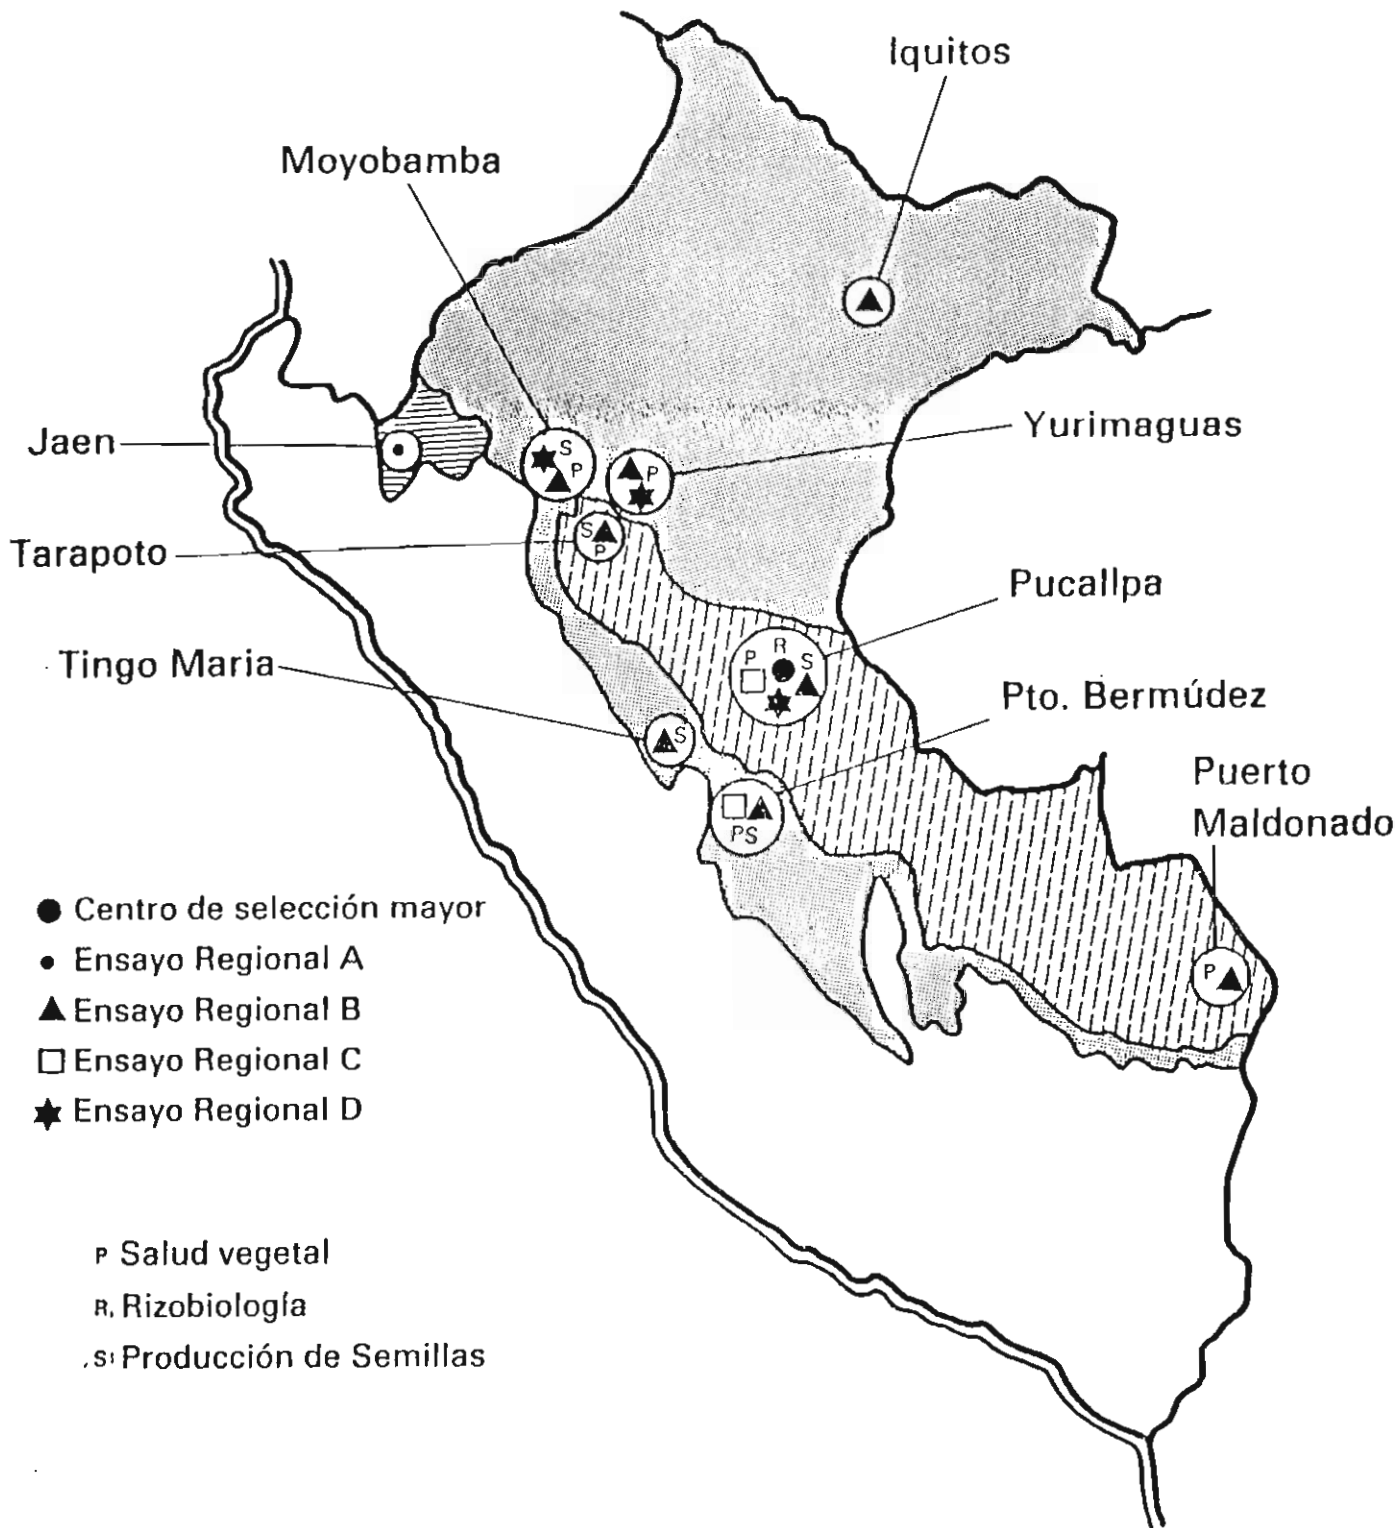 Iquitos
Moyobamba
Yurimaguas
Jaen
S
P
P
Tarapoto
S
P
Pucallpa
R
P
S
Tingo Maria
S
Pto. Bermúdez
PS
Puerto
Maldonado
P
Centro de selección mayor
Ensayo Regional A
Ensayo Regional B
Ensayo Regional C
Ensayo Regional D
P Salud vegetal
R. Rizobiología
S: Producción de Semillas